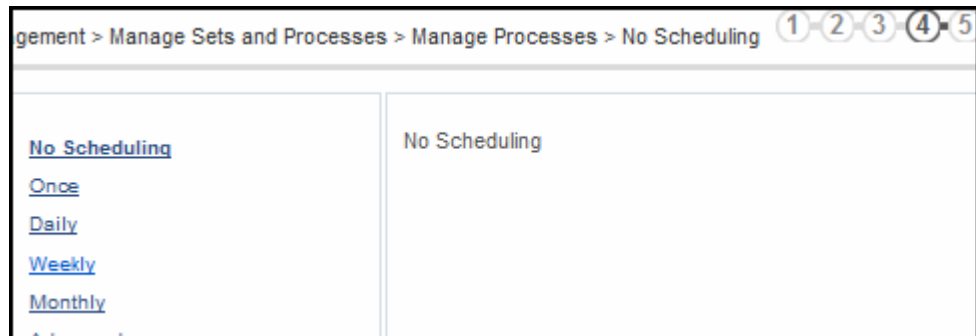 gement > Manage Sets and Processes > Manage Processes > No Scheduling 1 2 3 4 5
No Scheduling
Once
Daily
Weekly
Monthly
No Scheduling